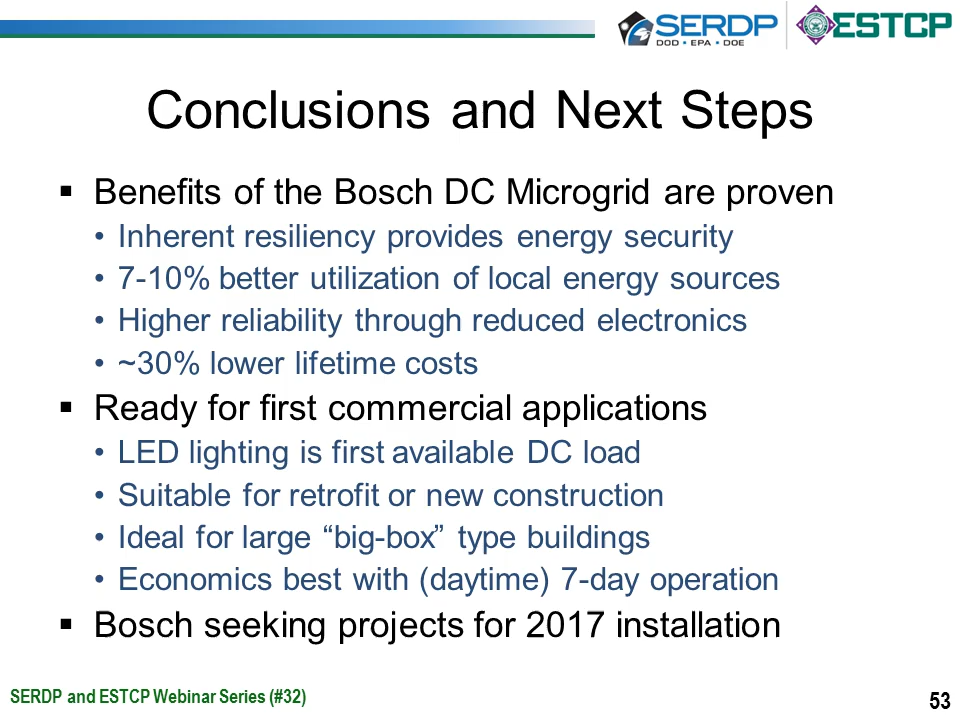 SERDP
DOD • EPA • DOE
ESTCP
Conclusions and Next Steps
▪ Benefits of the Bosch DC Microgrid are proven
• Inherent resiliency provides energy security
• 7-10% better utilization of local energy sources
• Higher reliability through reduced electronics
• ~30% lower lifetime costs
▪ Ready for first commercial applications
• LED lighting is first available DC load
• Suitable for retrofit or new construction
• Ideal for large “big-box” type buildings
• Economics best with (daytime) 7-day operation
▪ Bosch seeking projects for 2017 installation
SERDP and ESTCP Webinar Series (#32)
53